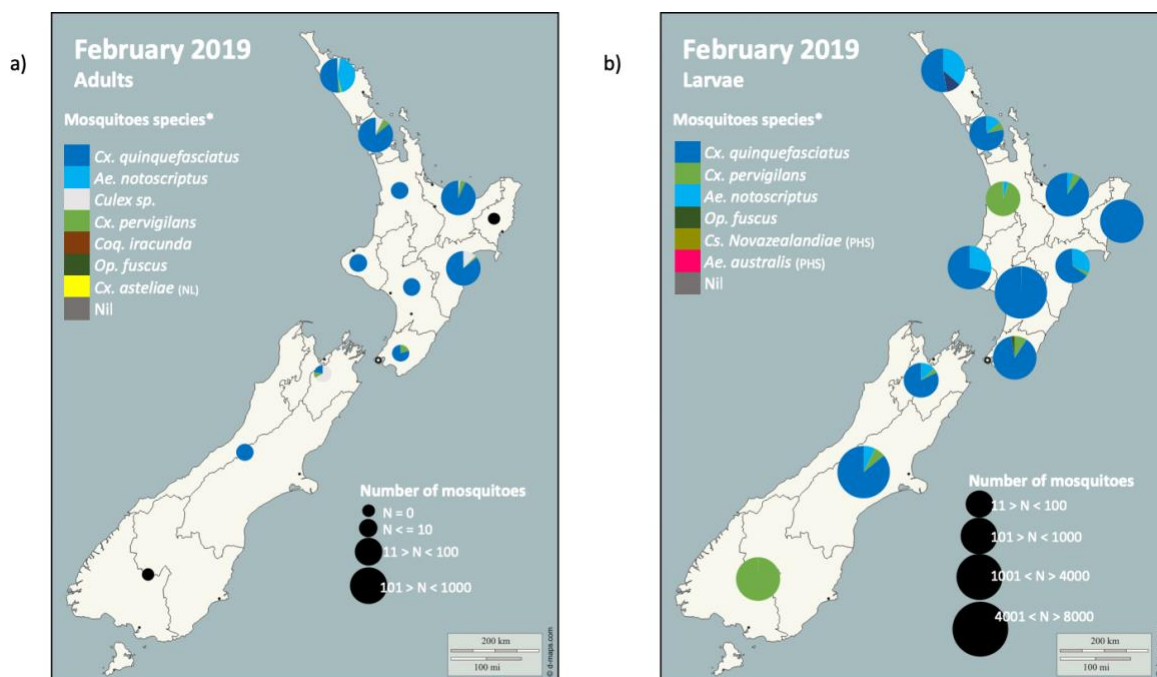 a)
February 2019
Adults
Mosquitoes species*
Cx. quinquefasciatus
Ae. notoscriptus
Culex sp.
Cx. pervigilans
Coq. iracunda
Op. fuscus
Cx. asteliae (NL)
Nil
Number of mosquitoes
N = 0
N <= 10
11 > N < 100
101 > N < 1000
200 km
100 mi
© d-maps.com
b)
February 2019
Larvae
Mosquitoes species*
Cx. quinquefasciatus
Cx. pervigilans
Ae. notoscriptus
Op. fuscus
Cs. Novazealandiae (PHS)
Ae. australis (PHS)
Nil
Number of mosquitoes
11 > N < 100
101 > N < 1000
1001 < N > 4000
4001 < N > 8000
200 km
100 mi